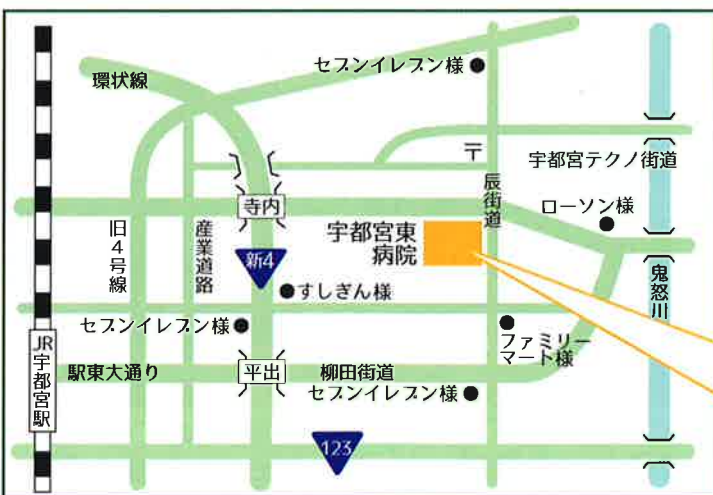 環状線
セブンイレブン様
〒
宇都宮テクノ街道
辰街道
ローソン様
寺内
宇都宮東
病院
旧4号線
産業道路
新4
すしぎん様
鬼怒川
セブンイレブン様
ファミリー
マート様
JR宇都宮駅
駅東大通り
平出
柳田街道
セブンイレブン様
123